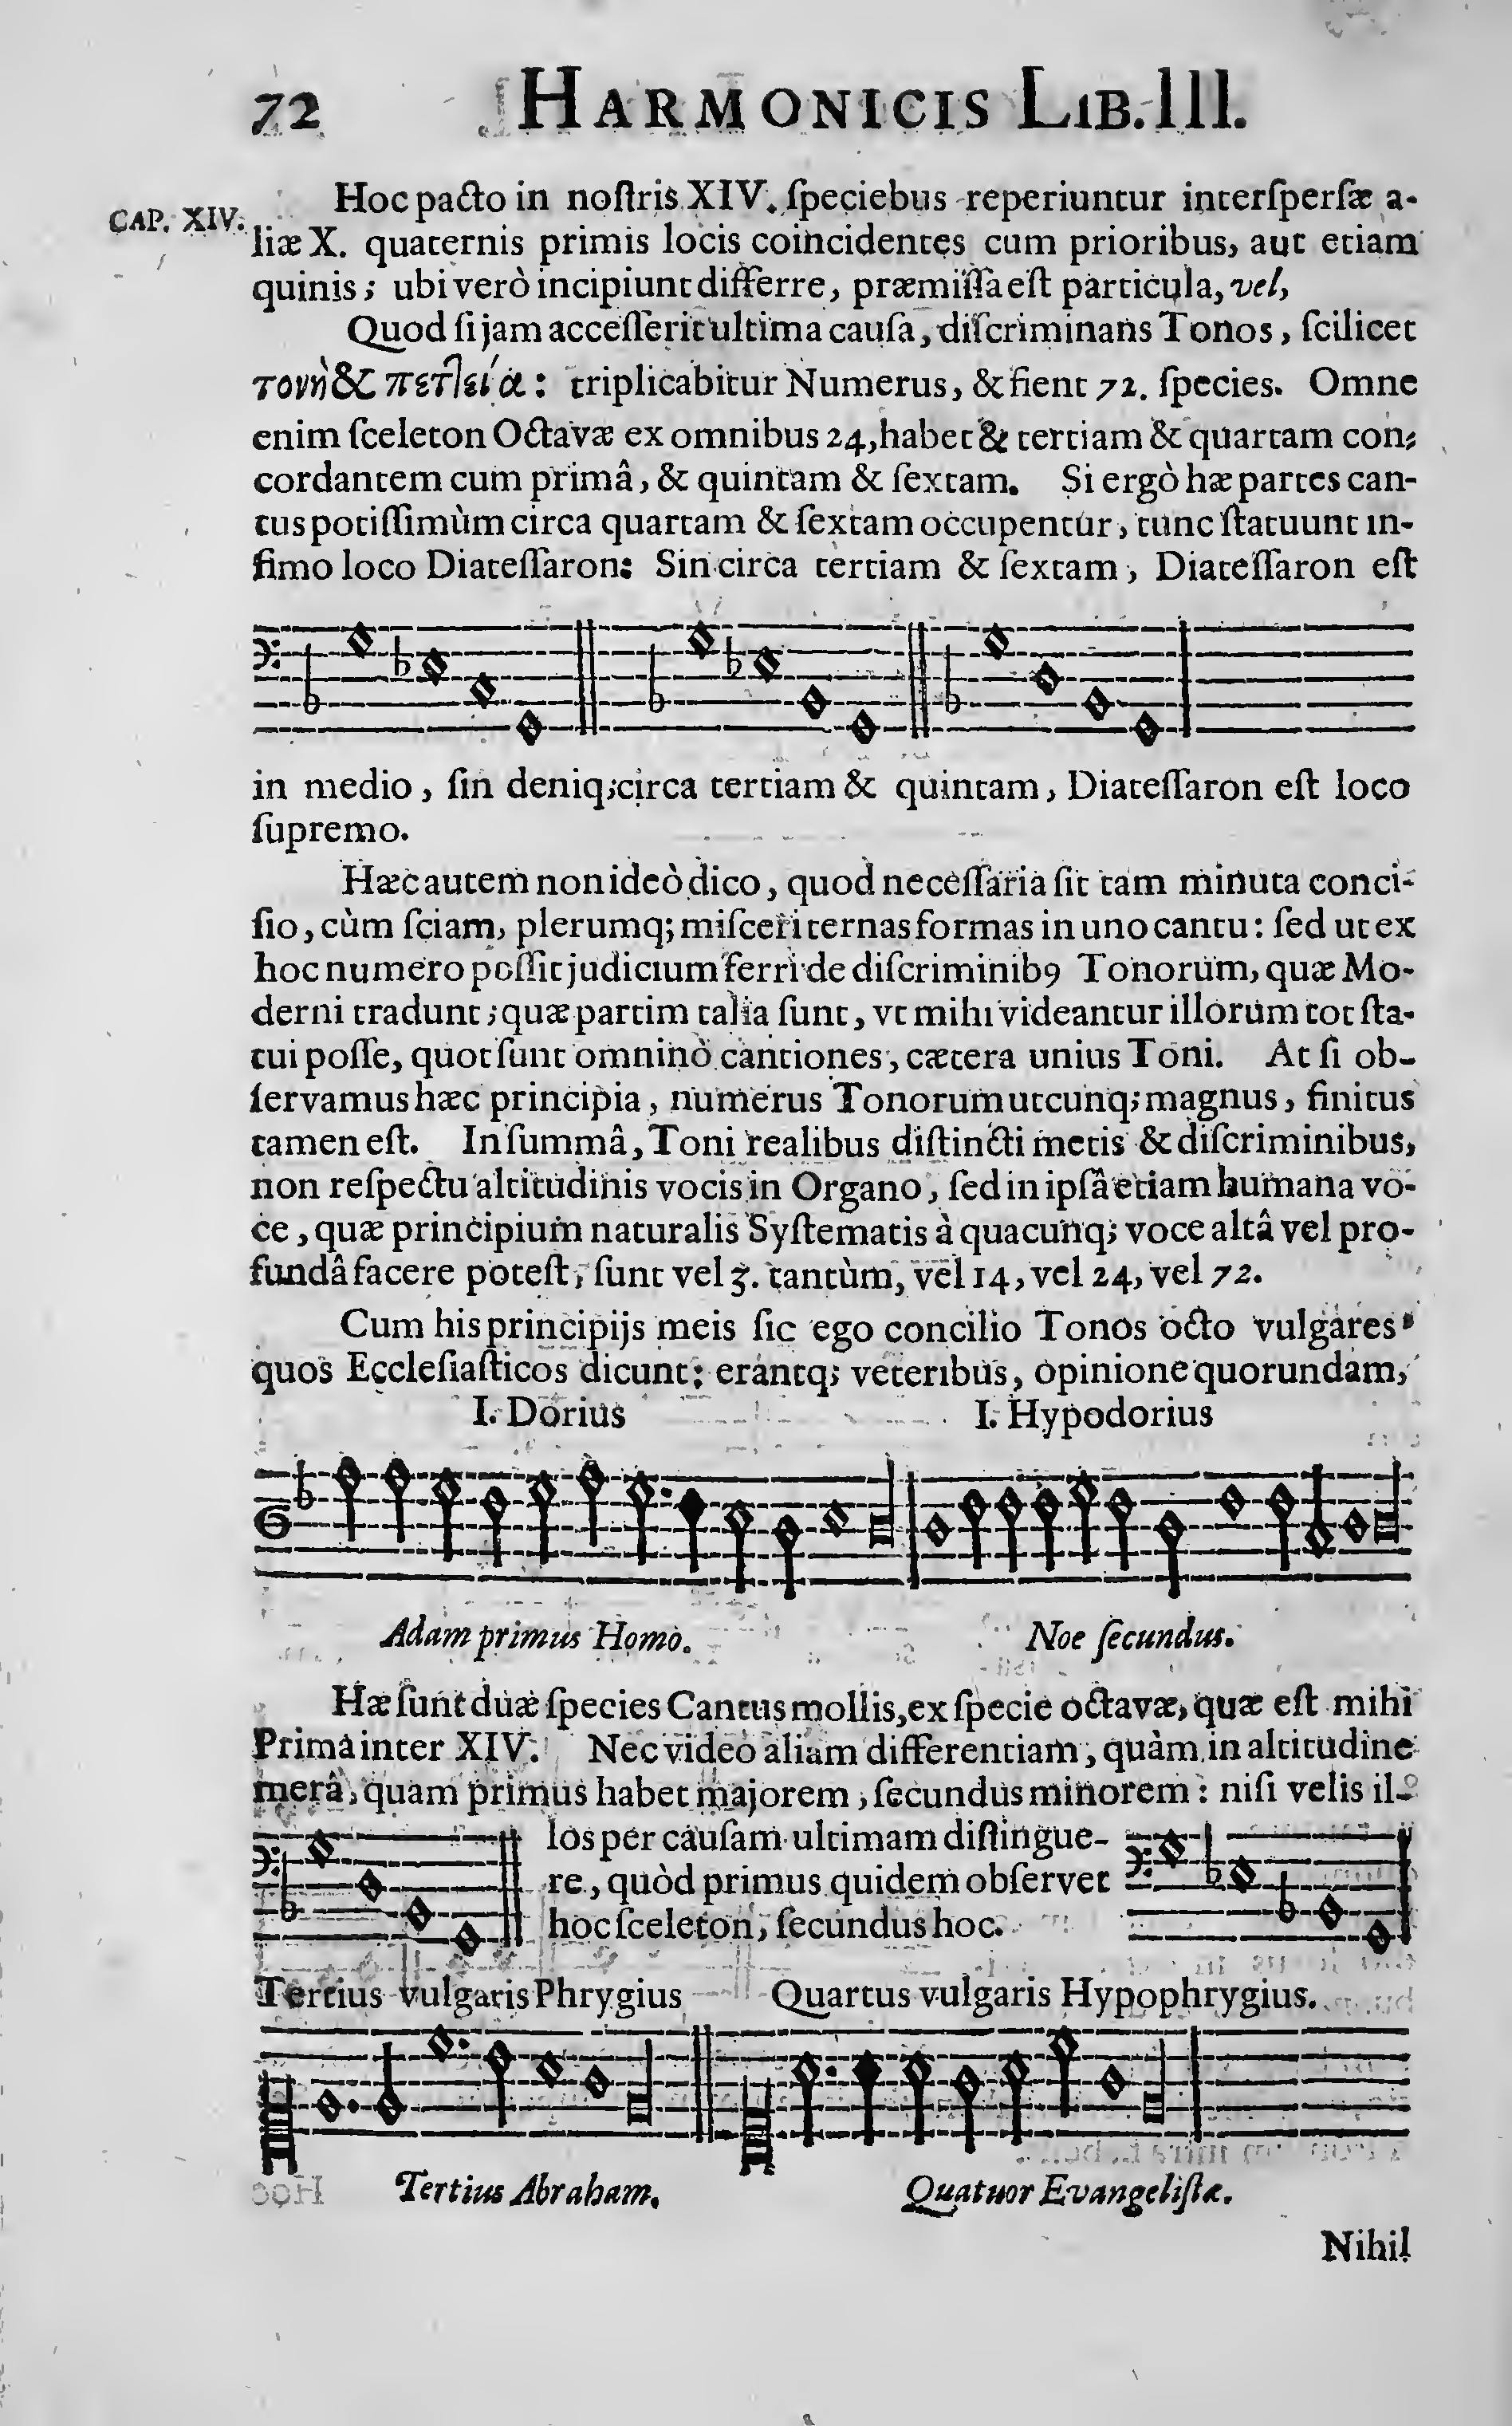 72 HARMONICIS LIB. III.
CAP. XIV.
Hoc pacto in noſtris XIV. ſpeciebus reperiuntur interſperſæ a-
liæ X. quaternis primis locis coincidentes cum prioribus, aut etiam
quinis; ubi verò incipiunt differre, præmiſſa eſt particula, vel,
Quod ſi jam acceſſerit ultima cauſa, diſcriminans Tonos, ſcilicet
τονὴ & πεττεία: triplicabitur Numerus, & fient 72. ſpecies. Omne
enim ſceleton Octavæ ex omnibus 24, habet & tertiam & quartam con;
cordantem cum primâ, & quintam & ſextam. Si ergò hæ partes can-
tus potiſſimùm circa quartam & ſextam occupentur, tunc ſtatuunt in-
fimo loco Diateſſaron: Sin circa tertiam & ſextam, Diateſſaron eſt
in medio, ſin deniq; circa tertiam & quintam, Diateſſaron eſt loco
ſupremo.
Hæc autem non ideò dico, quod neceſſaria ſit tam minuta conci-
ſio, cùm ſciam, plerumq; miſceri ternas formas in uno cantu: ſed ut ex
hoc numero poſſit judicium ferri de diſcriminib9 Tonorum, quæ Mo-
derni tradunt; quæ partim talia ſunt, vt mihi videantur illorum tot ſta-
tui poſſe, quot ſunt omninò cantiones, cætera unius Toni. At ſi ob-
ſervamus hæc principia, numerus Tonorum utcunq; magnus, finitus
tamen eſt. In ſummâ, Toni realibus diſtincti metis & diſcriminibus,
non reſpectu altitudinis vocis in Organo, ſed in ipſâ etiam humana vo-
ce, quæ principium naturalis Syſtematis à quacunq; voce altâ vel pro-
fundâ facere poteſt, ſunt vel 3. tantùm, vel 14, vel 24, vel 72.
Cum his principijs meis ſic ego concilio Tonos octo vulgares
quos Eccleſiaſticos dicunt: erántq; veteribus, opinione quorundam,
I. Dorius I. Hypodorius
Adam primus Homo. Noe ſecundus.
Hæ ſunt duæ ſpecies Cantus mollis, ex ſpecie octavæ, quæ eſt mihi
Prima inter XIV. Nec video aliam differentiam, quàm in altitudine
merâ, quam primus habet majorem, ſecundus minorem: niſi velis il-
los per cauſam ultimam diſtingue-
re, quòd primus quidem obſervet
hoc ſceleton, ſecundus hoc.
Tertius vulgaris Phrygius Quartus vulgaris Hypophrygius.
Tertius Abraham. Quatuor Evangeliſtæ.
Nihil